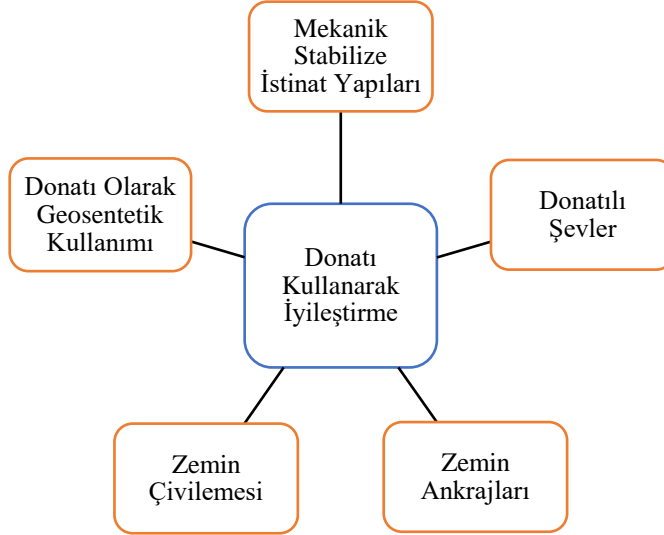 Mekanik
Stabilize
İstinat Yapıları
Donatı Olarak
Geosentetik
Kullanımı
Donatılı
Şevler
Donatı
Kullanarak
İyileştirme
Zemin
Çivilemesi
Zemin
Ankrajları